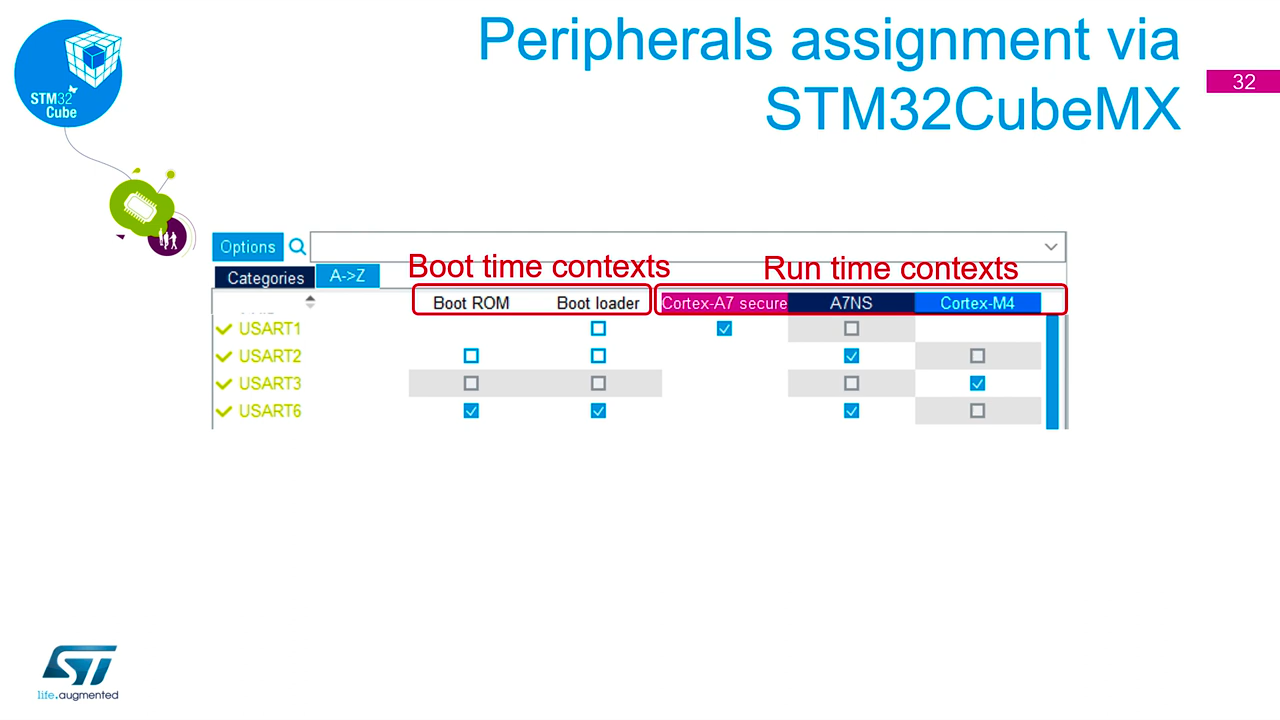 Peripherals assignment via
STM32CubeMX
32
STM32
Cube
Options
Categories
A->Z
Boot time contexts
Run time contexts
Boot ROM
Boot loader
Cortex-A7 secure
A7NS
Cortex-M4
USART1
USART2
USART3
USART6
ST
life.augmented